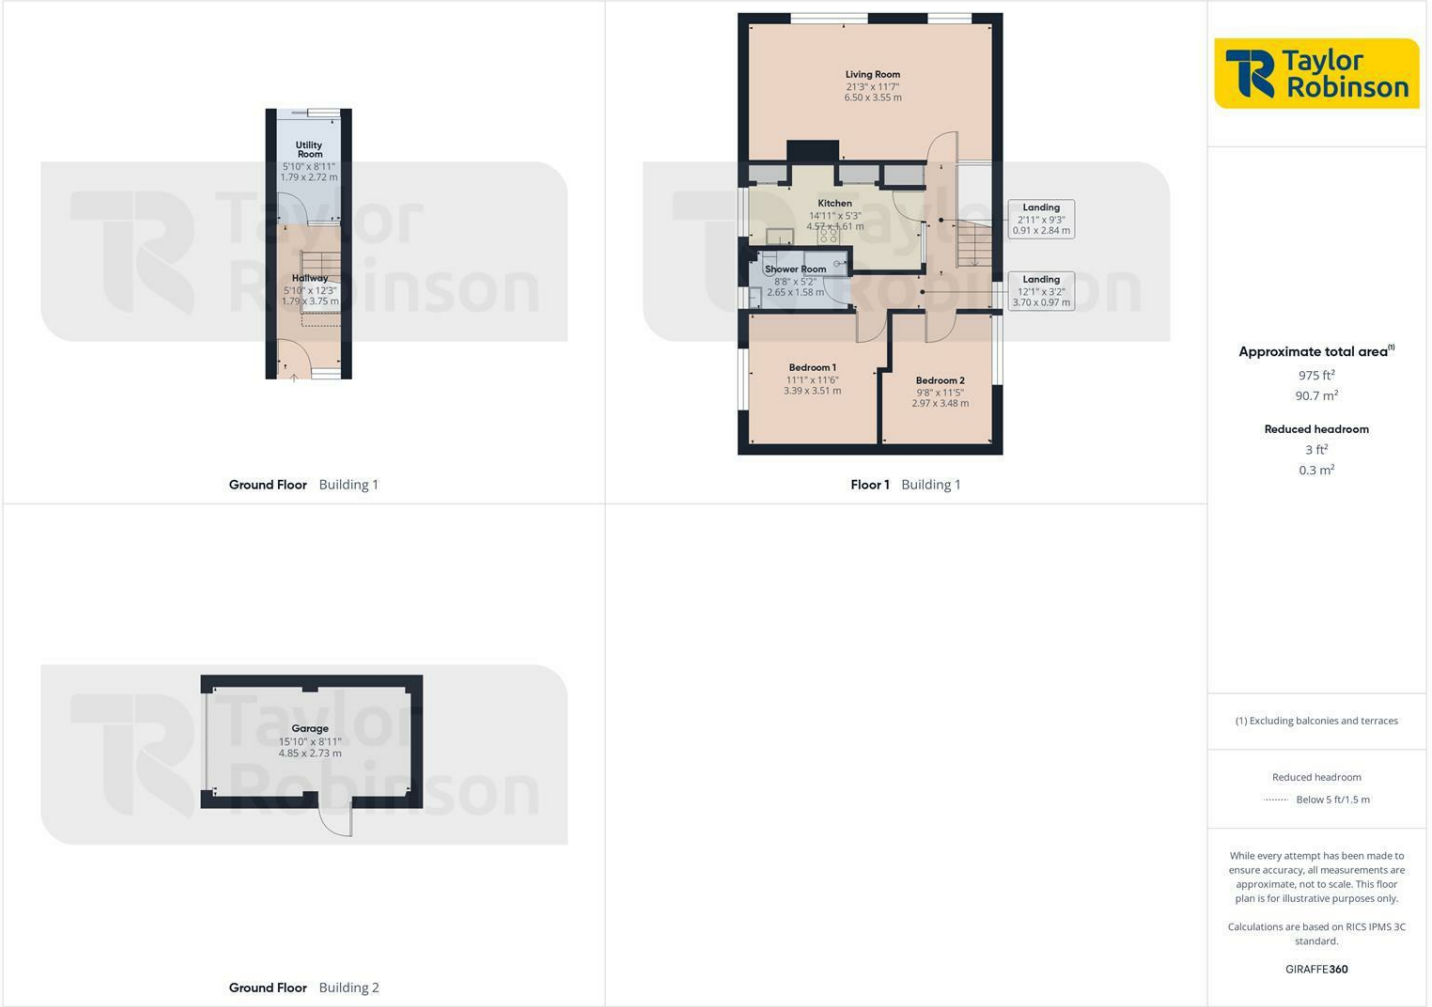 Utility
Room
5'10" x 8'11"
1.79 x 2.72 m
Hallway
5'10" x 12'3"
1.79 x 3.75 m
Ground Floor Building 1
Living Room
21'3" x 11'7"
6.50 x 3.55 m
Kitchen
14'11" x 5'3"
4.57 x 1.61 m
Landing
2'11" x 9'3"
0.91 x 2.84 m
Shower Room
8'8" x 5'2"
2.65 x 1.58 m
Landing
12'1" x 3'2"
3.70 x 0.97 m
Bedroom 1
11'1" x 11'6"
3.39 x 3.51 m
Bedroom 2
9'8" x 11'5"
2.97 x 3.48 m
Floor 1 Building 1
Garage
15'10" x 8'11"
4.85 x 2.73 m
Ground Floor Building 2
Taylor
Robinson
Taylor
Robinson
Taylor
Robinson
Taylor
Robinson
Approximate total area(1)
975 ft²
90.7 m²
Reduced headroom
3 ft²
0.3 m²
(1) Excluding balconies and terraces
Reduced headroom
Below 5 ft/1.5 m
While every attempt has been made to
ensure accuracy, all measurements are
approximate, not to scale. This floor
plan is for illustrative purposes only.
Calculations are based on RICS IPMS 3C
standard.
GIRAFFE360